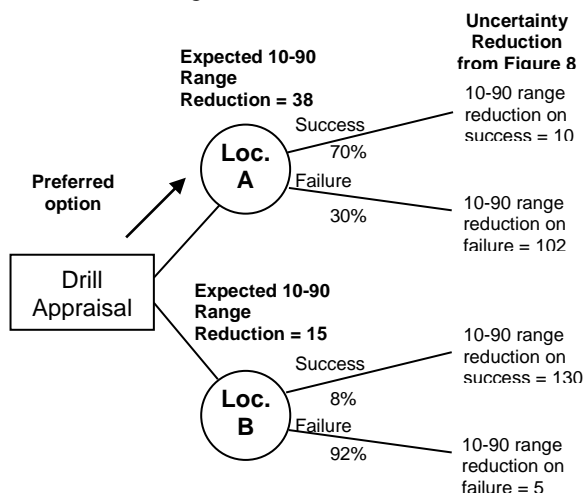 Uncertainty
Reduction
from Figure 8
Expected 10-90
Range
Reduction = 38
10-90 range
reduction on
success = 10
Success
70%
Loc.
A
Failure
30%
Preferred
option
10-90 range
reduction on
failure = 102
Drill
Appraisal
Expected 10-90
Range
Reduction = 15
10-90 range
reduction on
success = 130
Success
8%
Loc.
B
Failure
92%
10-90 range
reduction on
failure = 5